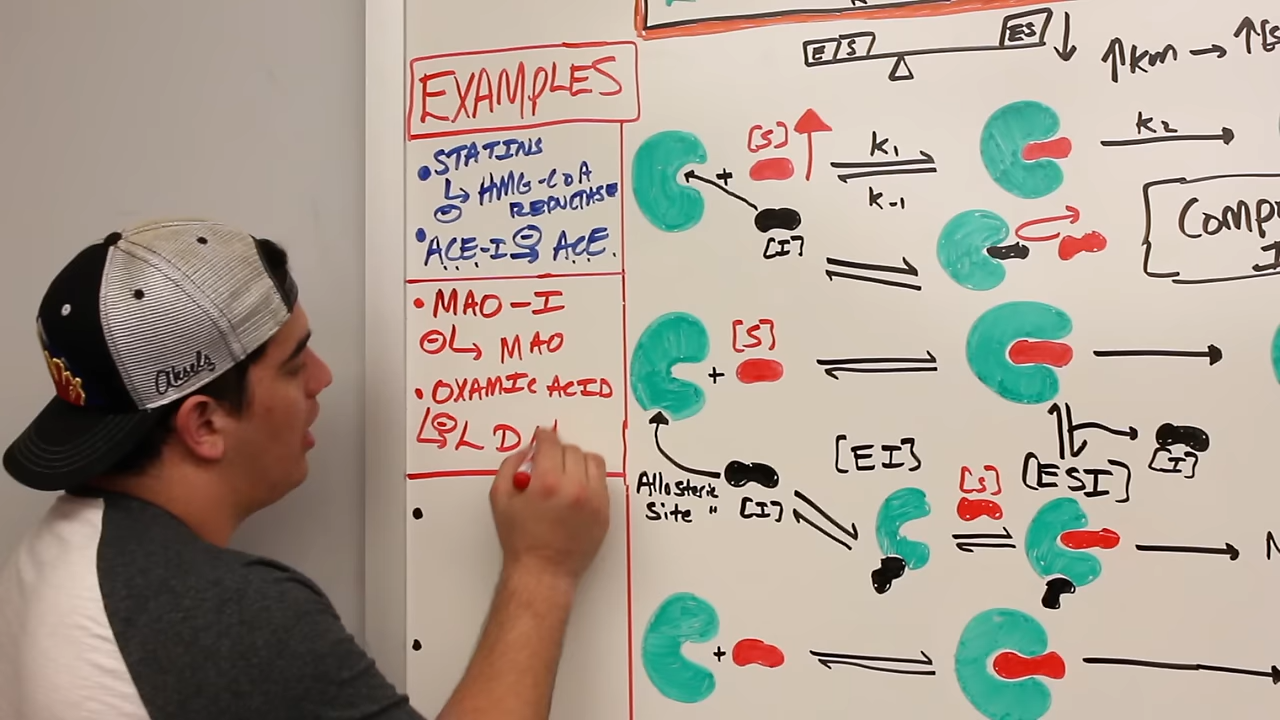 EXAMPLES
• STATINS
HMG-COA
REDUCTASE
• ACE-I ACE
• MAO-I
MAO
• OXAMIC ACID
L D
E S ES
↑Km → ↑[S
[S]
+
k1
k-1
k2
[I]
[S]
+
Allosteric
Site "
[I]
[EI]
[S]
[ESI]
[I]
+